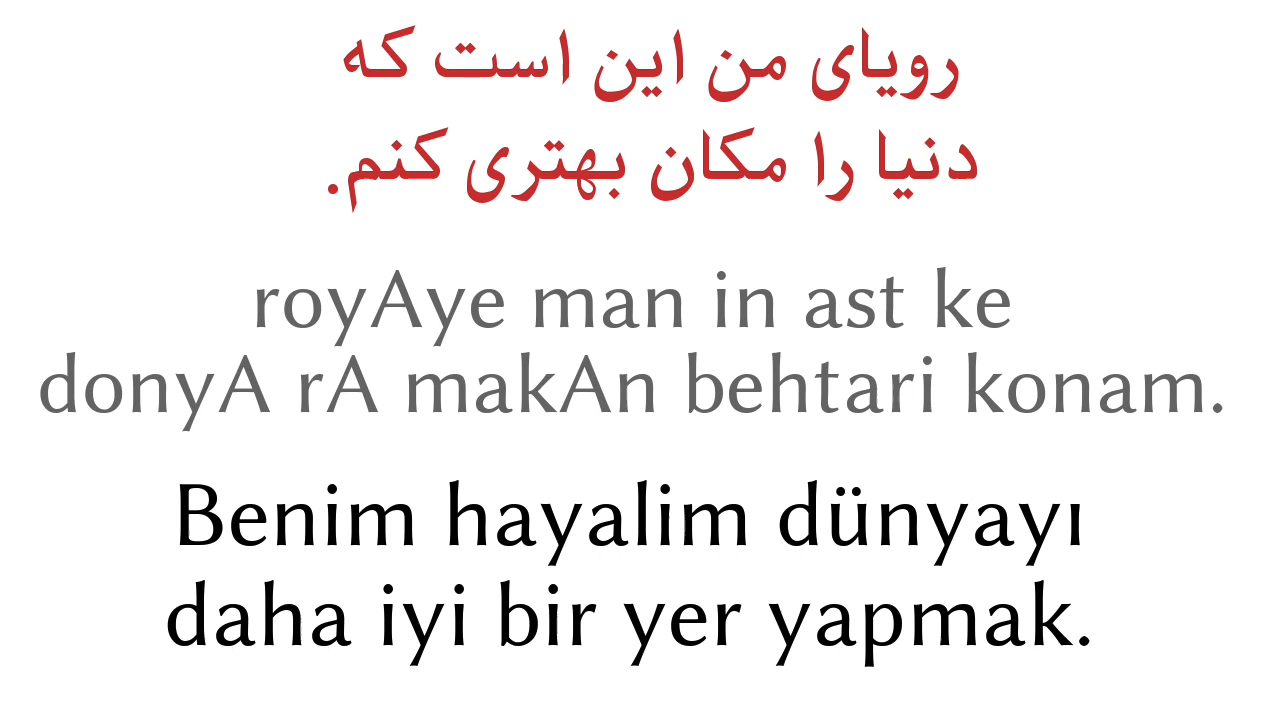 رویای من این است که
دنیا را مکان بهتری کنم.
royAye man in ast ke
donyA rA makAn behtari konam.
Benim hayalim dünyayı
daha iyi bir yer yapmak.